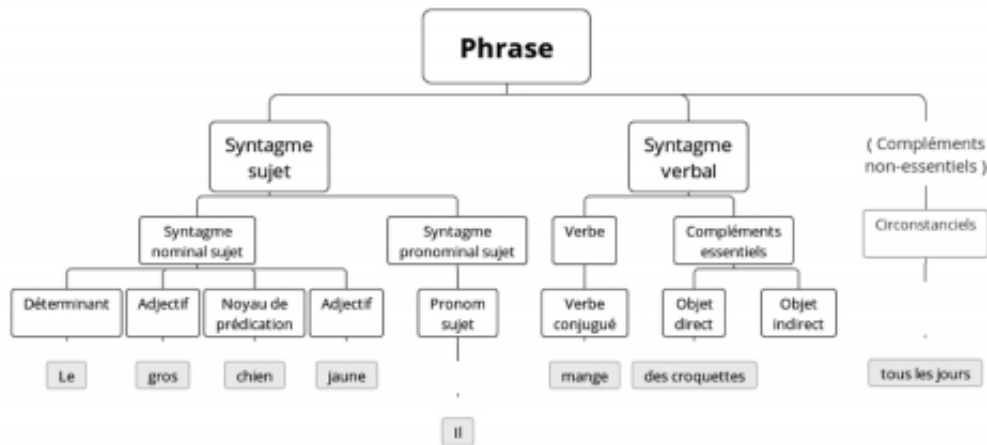 Phrase
Syntagme
sujet
Syntagme
verbal
( Compléments
non-essentiels )
Syntagme
nominal sujet
Syntagme
pronominal sujet
Verbe
Compléments
essentiels
Circonstanciels
Déterminant
Adjectif
Noyau de
prédication
Adjectif
Pronom
sujet
Verbe
conjugué
Objet
direct
Objet
indirect
Le
gros
chien
jaune
mange
des croquettes
tous les jours
Il